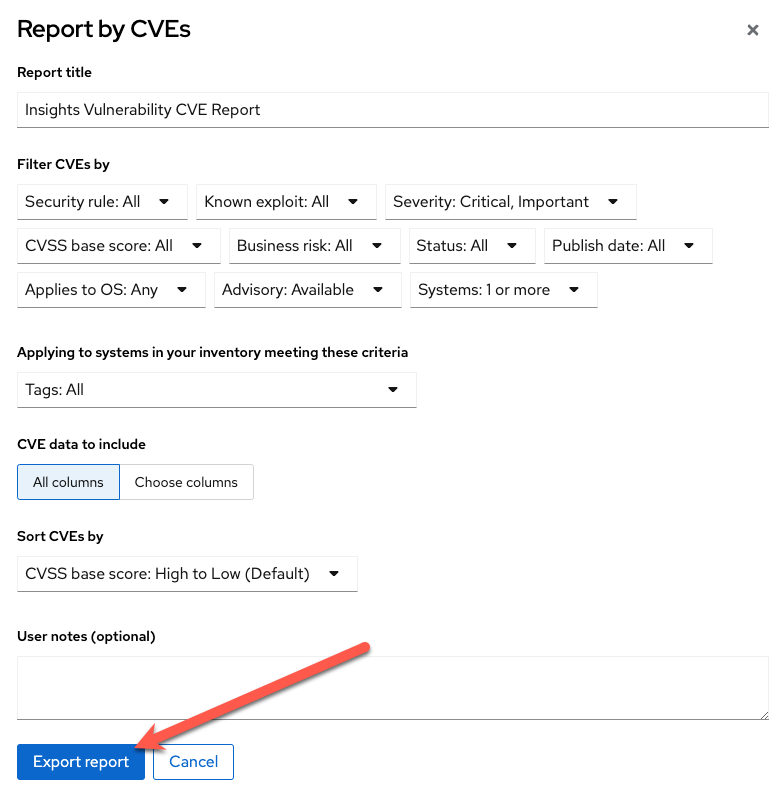 Report by CVEs
Report title
Insights Vulnerability CVE Report
Filter CVEs by
Security rule: All Known exploit: All Severity: Critical, Important
CVSS base score: All Business risk: All Status: All Publish date: All
Applies to OS: Any Advisory: Available Systems: 1 or more
Applying to systems in your inventory meeting these criteria
Tags: All
CVE data to include
All columns Choose columns
Sort CVEs by
CVSS base score: High to Low (Default)
User notes (optional)
Export report Cancel